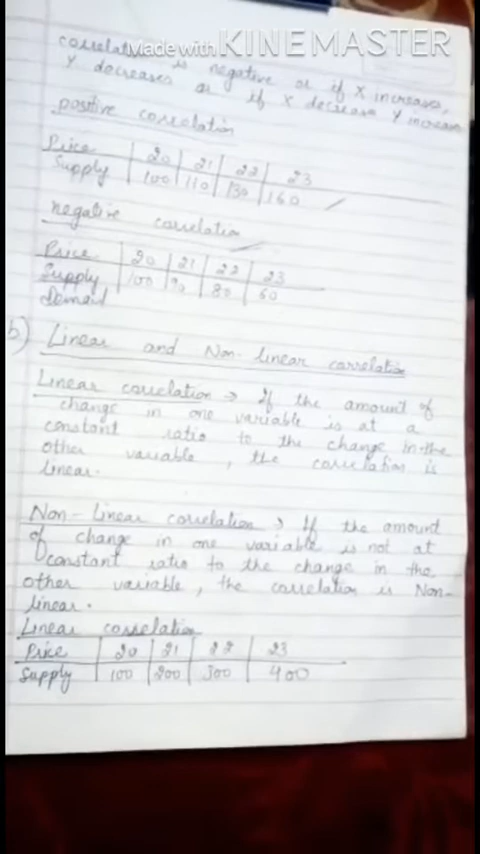 Made with KINEMASTER
correlation is negative or if X increases,
Y decreases or if X decreases Y increases
positive correlation
Price 20 21 22 23
Supply 100 110 130 160
negative correlation
Price 20 21 22 23
Supply 100 90 80 60
Demand
b) Linear and Non-linear correlation
Linear correlation → If the amount of
change in one variable is at a
constant ratio to the change in the
other variable, the correlation is
linear.
Non-Linear correlation → If the amount
of change in one variable is not at
constant ratio to the change in the
other variable, the correlation is Non-
linear.
Linear correlation
Price 20 21 22 23
Supply 100 200 300 400